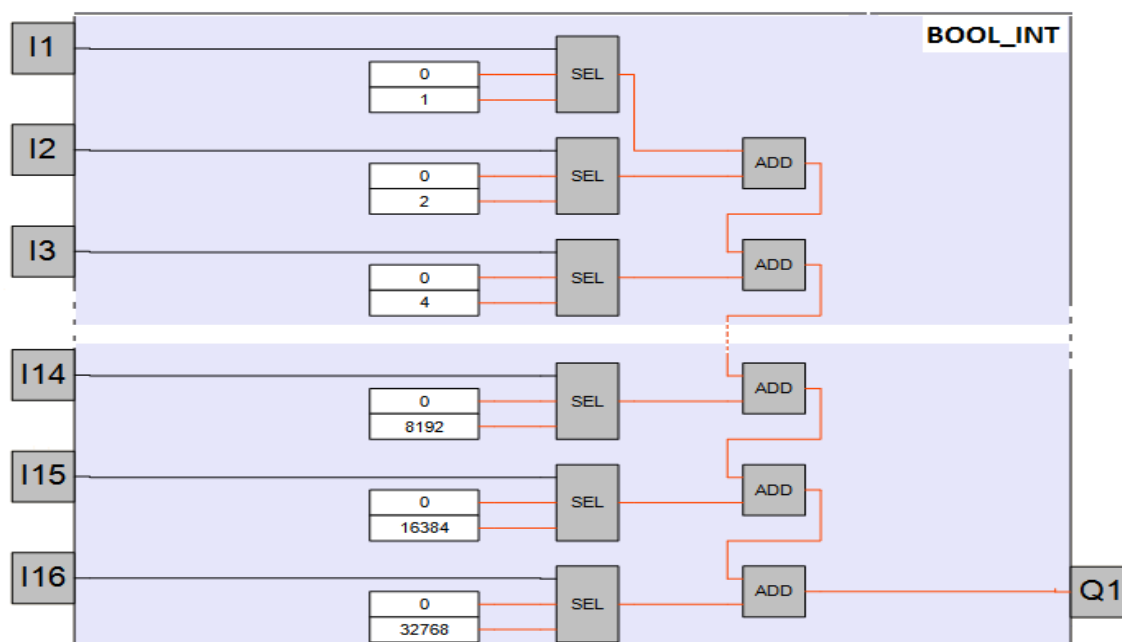 I1
BOOL_INT
SEL
0
1
I2
SEL
ADD
0
2
I3
SEL
ADD
0
4
I14
SEL
ADD
0
8192
I15
SEL
ADD
0
16384
I16
SEL
ADD
Q1
0
32768